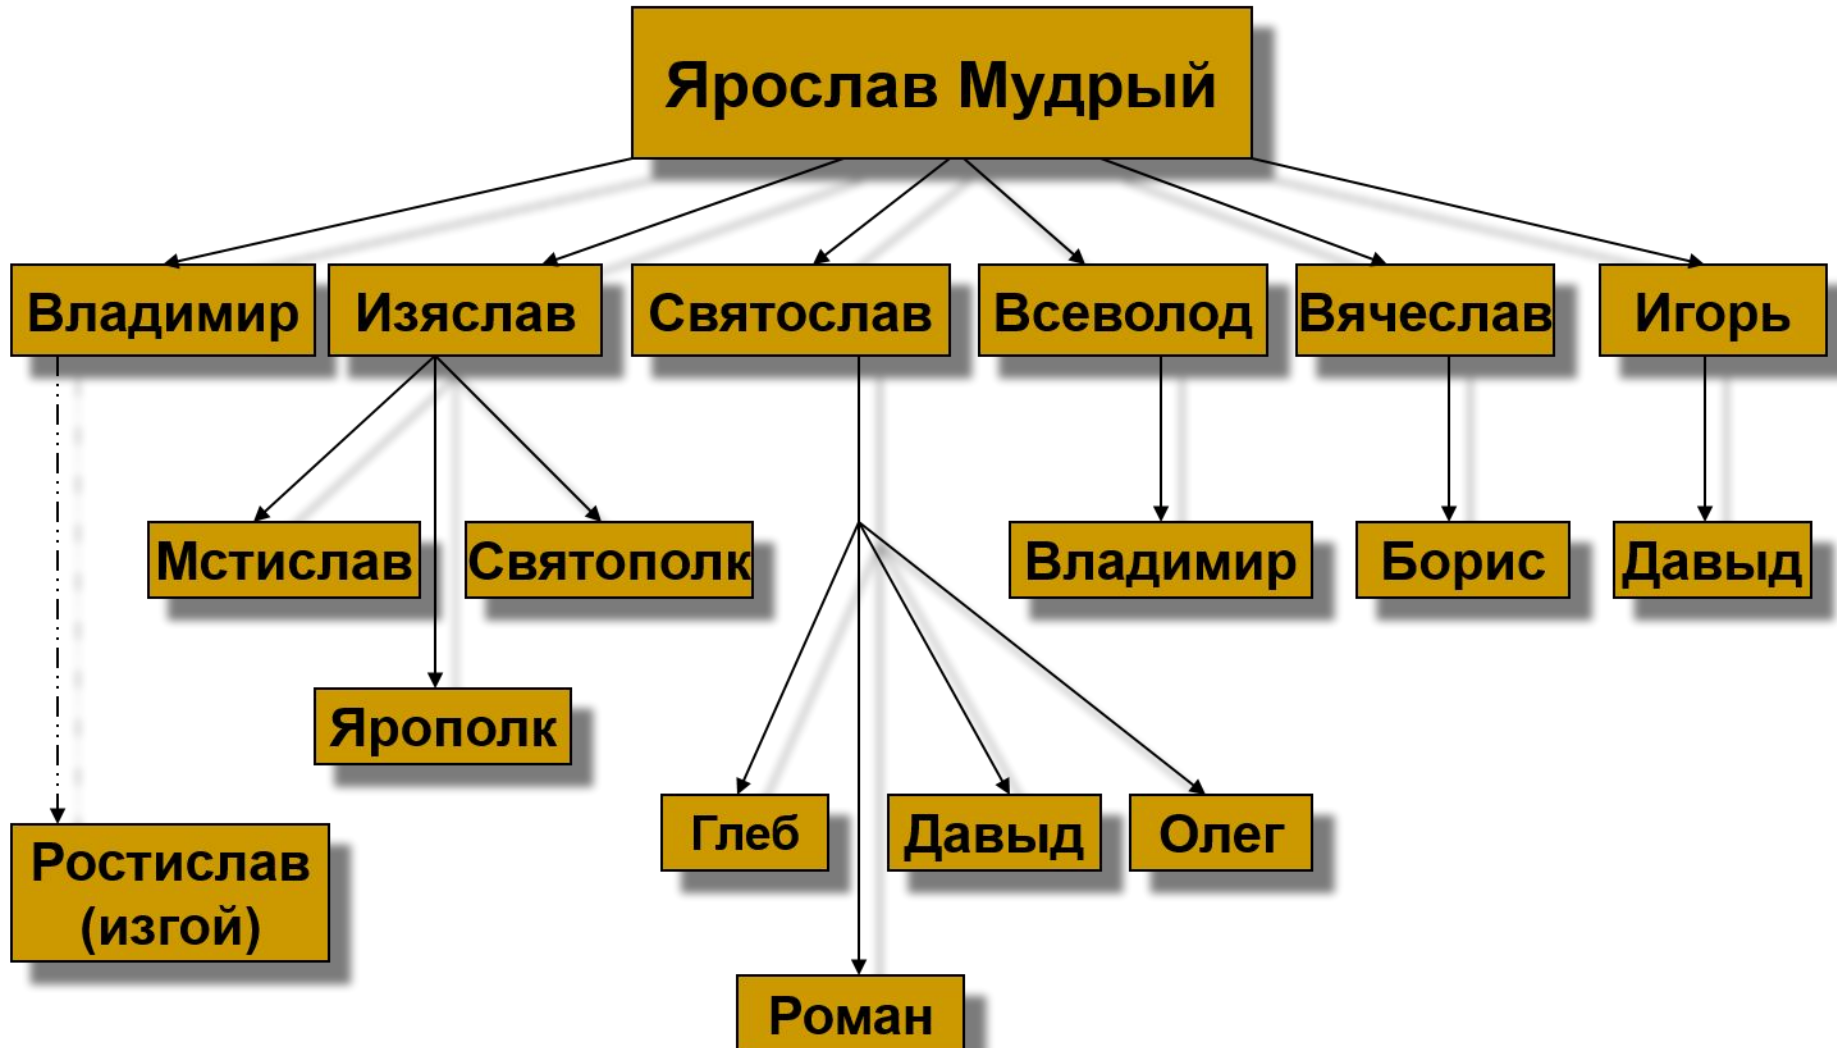 Ярослав Мудрый
Владимир
Изяслав
Святослав
Всеволод
Вячеслав
Игорь
Мстислав
Святополк
Владимир
Борис
Давыд
Ярополк
Глеб
Давыд
Олег
Ростислав
(изгой)
Роман